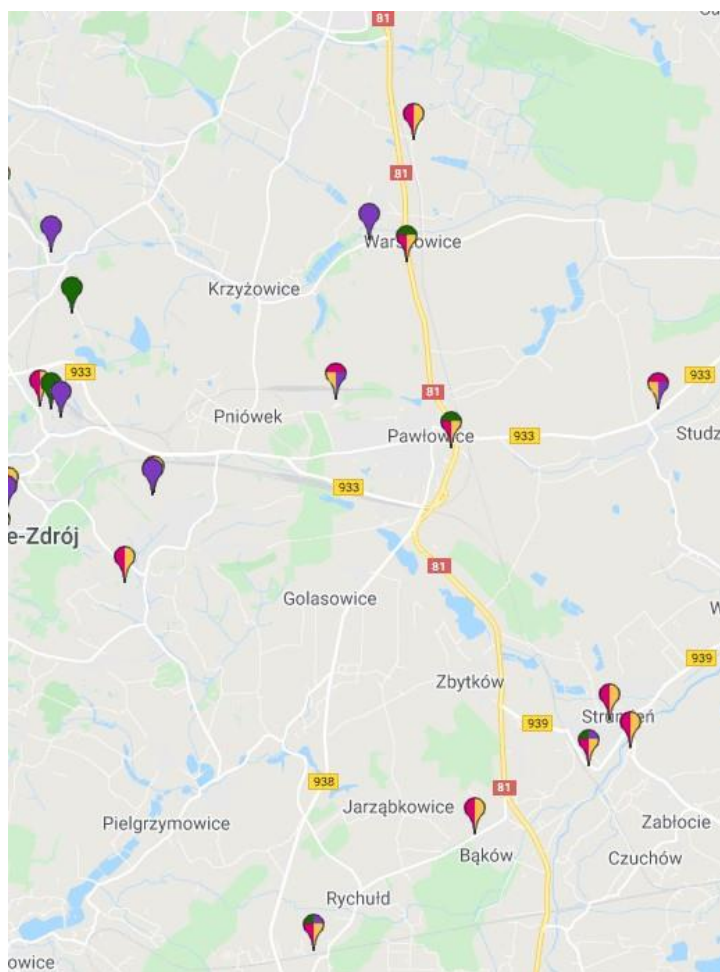 81
81
Krzyżowice
933
81
933
Pniówek
Pawłowice
933
Studz
933
e-Zdrój
81
Golasowice
W
939
Zbytków
939
938
81
Jarząbkowice
Zabłocie
Pielgrzymowice
Bąków
Czuchów
Rychułd
owice